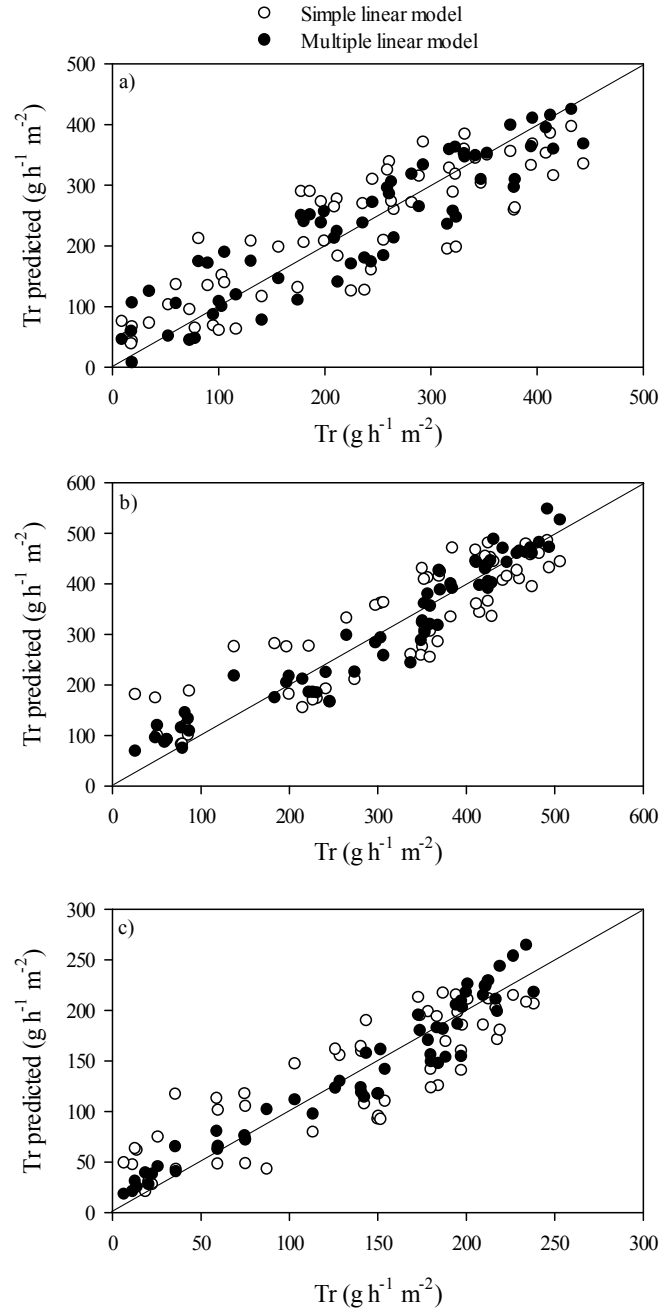 Simple linear model
Multiple linear model
a)
500
400
300
200
100
0
Tr predicted (g h⁻¹ m⁻²)
0 100 200 300 400 500
Tr (g h⁻¹ m⁻²)
b)
600
500
400
300
200
100
0
Tr predicted (g h⁻¹ m⁻²)
0 100 200 300 400 500 600
Tr (g h⁻¹ m⁻²)
c)
300
250
200
150
100
50
0
Tr predicted (g h⁻¹ m⁻²)
0 50 100 150 200 250 300
Tr (g h⁻¹ m⁻²)